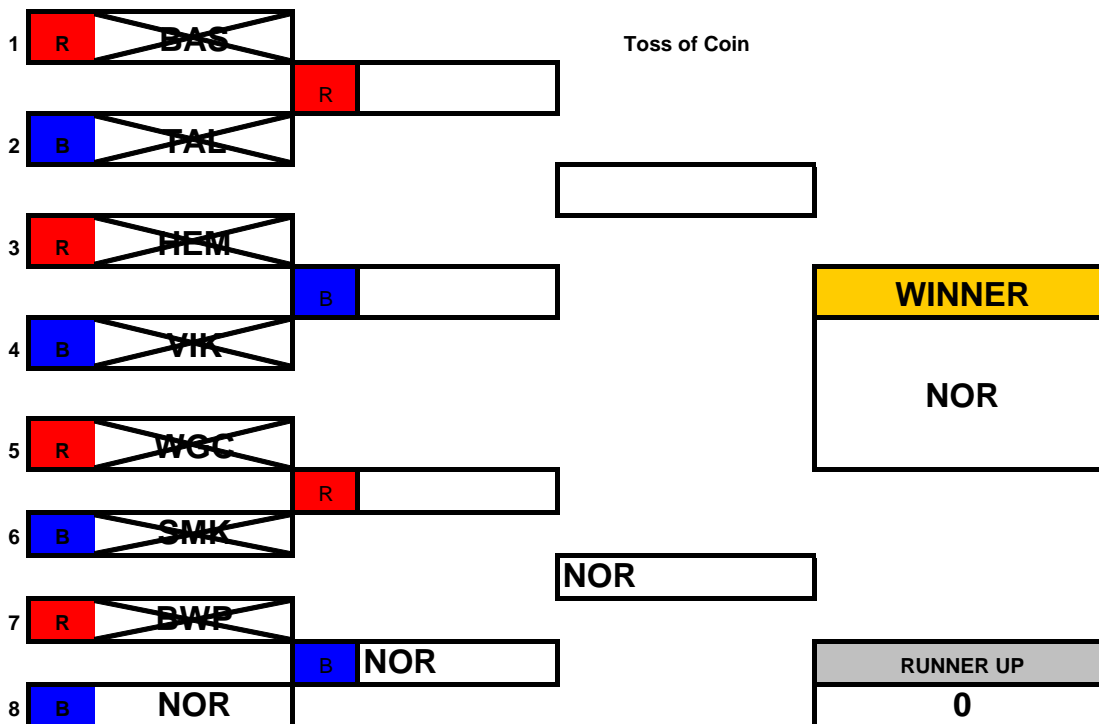 1 R BAS Toss of Coin
R
2 B TAL
3 R HEM
B WINNER
4 B VIK
NOR
5 R WGC
R
6 B SMK
NOR
7 R BWP
B NOR RUNNER UP
8 B NOR 0